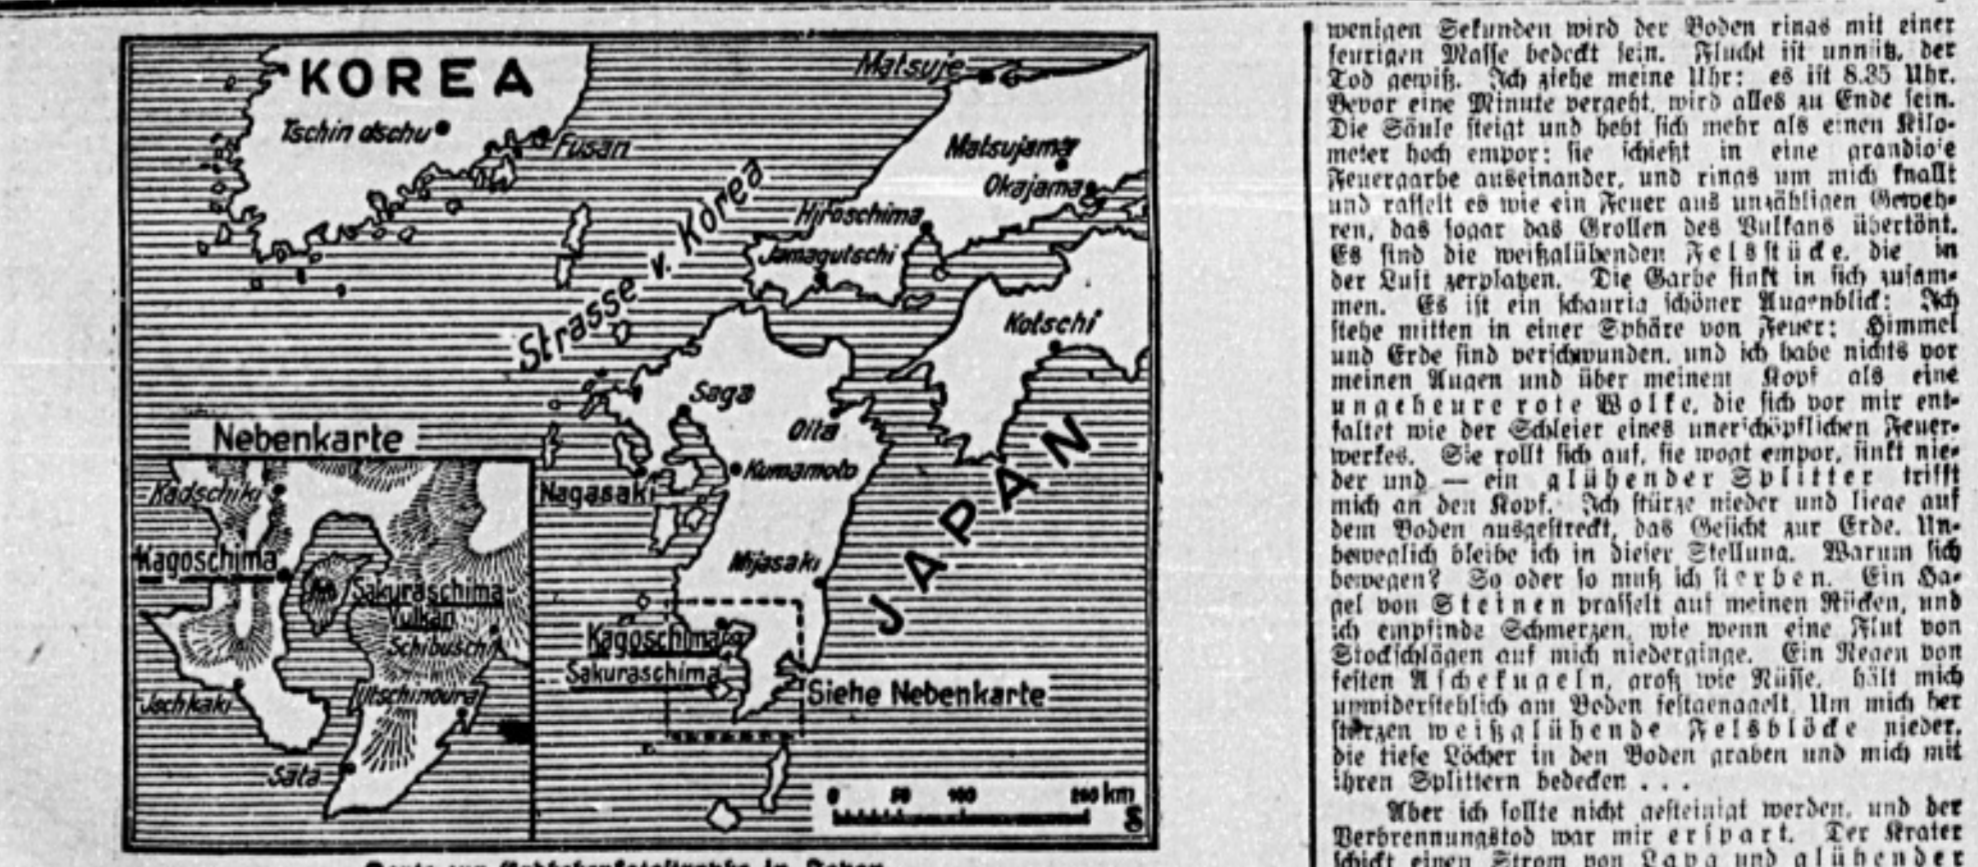 KOREA
Tschin dschu
Fusan
Matsuje
Matsujama
Okajama
Hiroschima
Jamagutschi
Strasse v. Korea
Kotschi
Saga
Oita
Kumamoto
Nagasaki
JAPAN
Mijasaki
Kagoschima
Sakuraschima
Siehe Nebenkarte
0 50 100 200 km
Nebenkarte
Kadschiki
Kagoschima
Sakuraschima
Vulkan
Schibuschi
Utschinoura
Jschkaki
Sata
Karte zur in Japan
wenigen Sekunden wird der Boden rings mit einer
feurigen Masse bedeckt sein. Flucht ist unnütz, der
Tod gewiß. Ich ziehe meine Uhr: es ist 8.35 Uhr.
Bevor eine Minute vergeht, wird alles zu Ende sein.
Die Säule steigt und hebt sich mehr als einen Kilo-
meter hoch empor: sie schießt in eine grandiose
Feuergarbe auseinander, und rings um mich knallt
und rasselt es wie ein Feuer aus unzähligen Geweh-
ren, das sogar das Grollen des Vulkans übertönt.
Es sind die weißglühenden Felsstücke, die in
der Luft zerplatzen. Die Garbe sinkt in sich zusam-
men. Es ist ein schaurig schöner Augenblick: Ich
stehe mitten in einer Sphäre von Feuer: Himmel
und Erde sind verschwunden, und ich habe nichts vor
meinen Augen und über meinem Kopf als eine
ungeheure rote Wolke, die sich vor mir ent-
faltet wie der Schleier eines unerschöpflichen Feuer-
werkes. Sie rollt sich auf, sie wogt empor, sinkt nie-
der und — ein glühender Splitter trifft
mich an den Kopf. Ich stürze nieder und liege auf
dem Boden ausgestreckt, das Gesicht zur Erde. Un-
beweglich bleibe ich in dieser Stellung. Warum sich
bewegen? So oder so muß ich sterben. Ein Ha-
gel von Steinen prasselt auf meinen Rücken, und
ich empfinde Schmerzen, wie wenn eine Flut von
Stockschlägen auf mich niederginge. Ein Regen von
festen Aschekugeln, groß wie Nüsse, hält mich
unwiderstehlich am Boden festgenagelt. Um mich her
stürzen weißglühende Felsblöcke nieder,
die tiefe Löcher in den Boden graben und mich mit
ihren Splittern bedecken . . .
Aber ich sollte nicht gesteinigt werden, und der
Verbrennungstod war mir erspart. Der Krater
schickt einen Strom von Lava und glühender